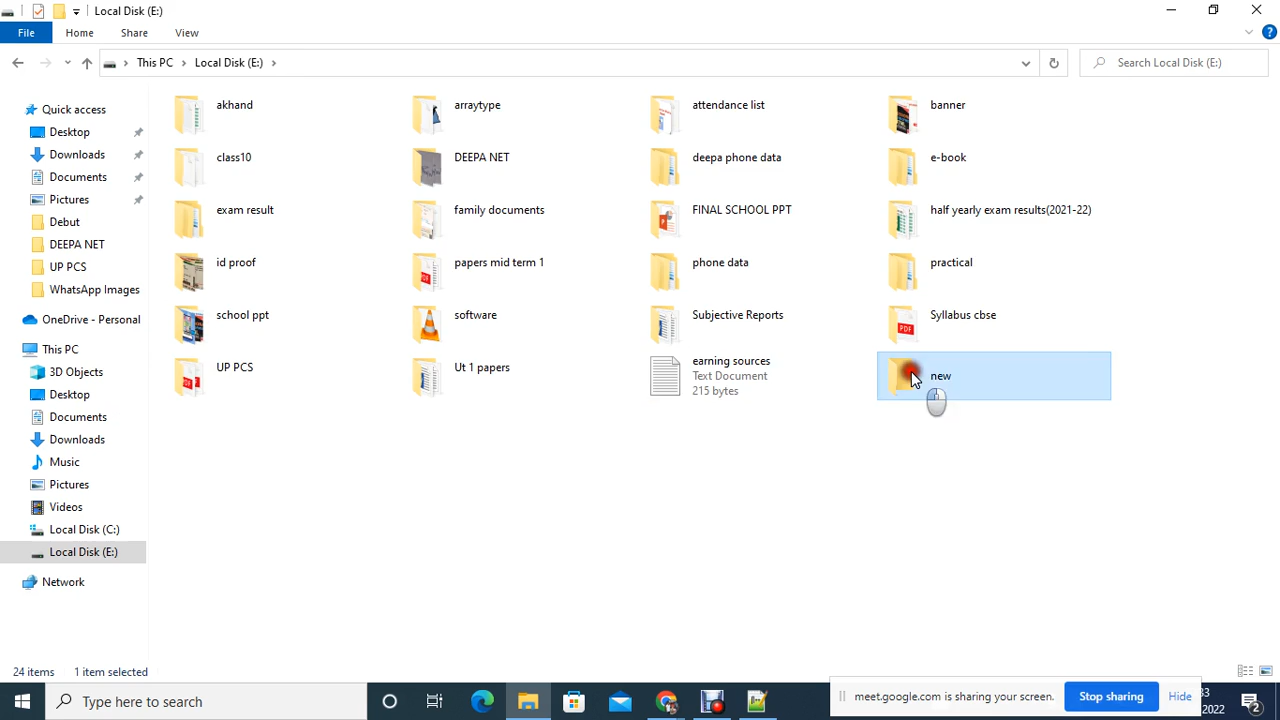 Local Disk (E:)
File
Home
Share
View
This PC
Local Disk (E:)
Search Local Disk (E:)
Quick access
Desktop
Downloads
Documents
Pictures
Debut
DEEPA NET
UP PCS
WhatsApp Images
OneDrive - Personal
This PC
3D Objects
Desktop
Documents
Downloads
Music
Pictures
Videos
Local Disk (C:)
Local Disk (E:)
Network
akhand
arraytype
attendance list
banner
class10
DEEPA NET
deepa phone data
e-book
exam result
family documents
FINAL SCHOOL PPT
half yearly exam results(2021-22)
id proof
papers mid term 1
phone data
practical
school ppt
software
Subjective Reports
Syllabus cbse
UP PCS
Ut 1 papers
earning sources
Text Document
215 bytes
new
24 items
1 item selected
Type here to search
meet.google.com is sharing your screen.
Stop sharing
Hide
33
2022
2